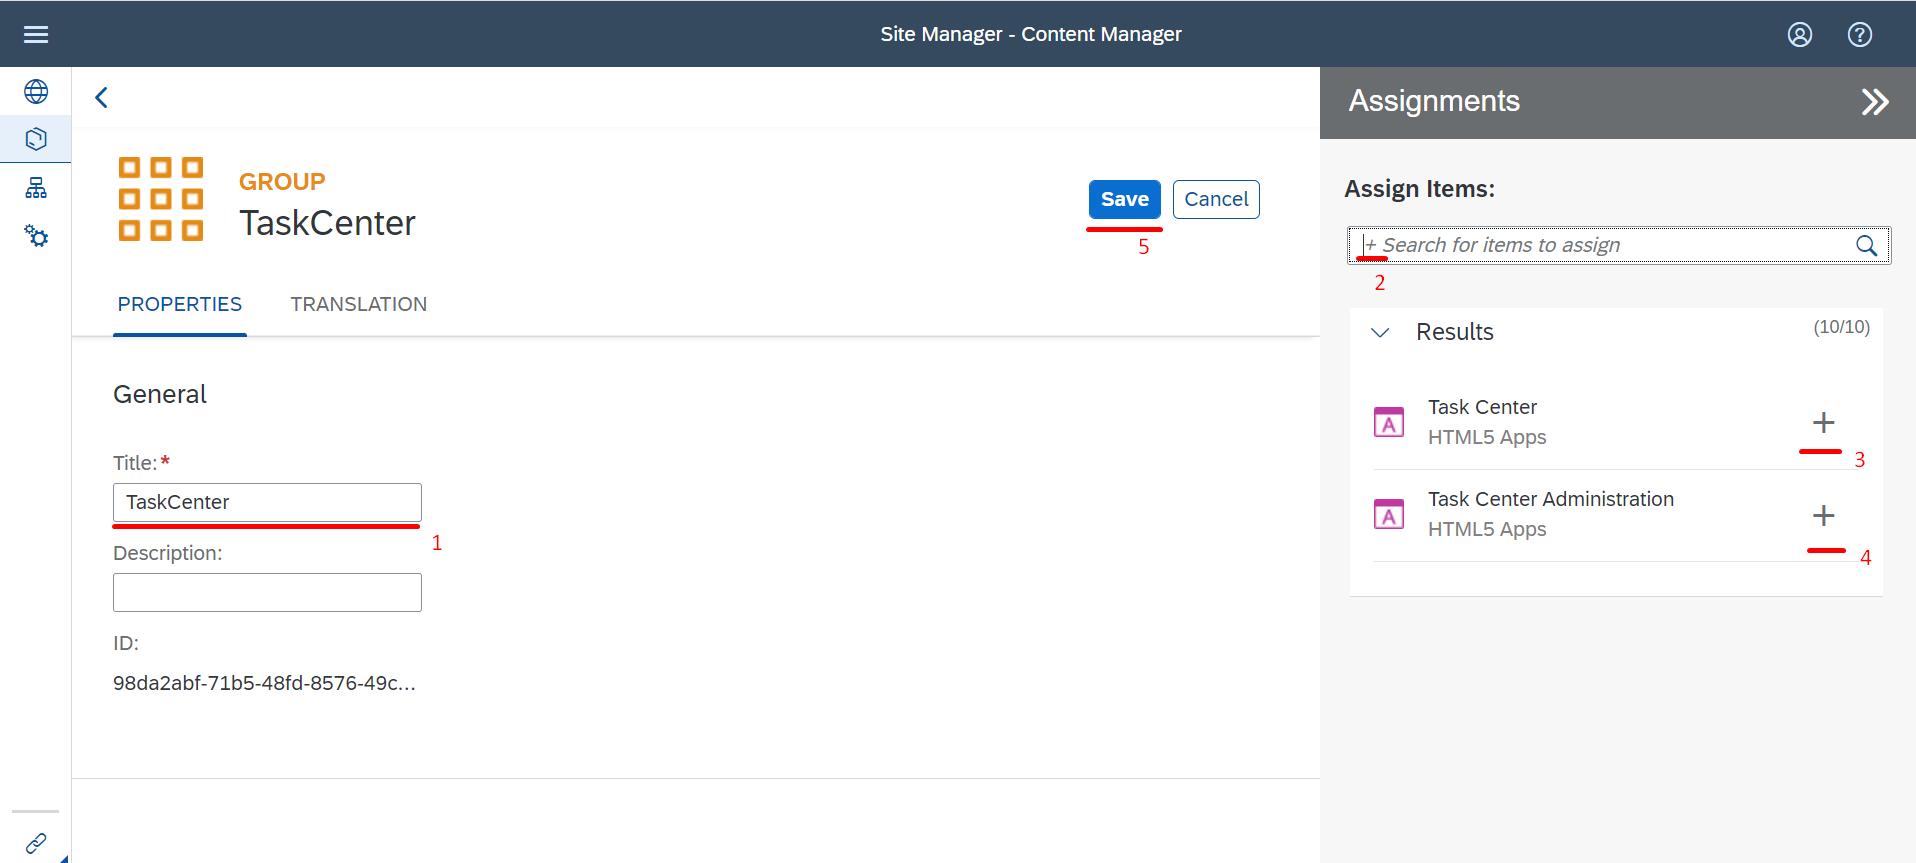 Site Manager - Content Manager
GROUP
TaskCenter
Save
Cancel
5
PROPERTIES
TRANSLATION
General
Title:*
TaskCenter
1
Description:
ID:
98da2abf-71b5-48fd-8576-49c...
Assignments
Assign Items:
+ Search for items to assign
2
Results
(10/10)
Task Center
HTML5 Apps
3
Task Center Administration
HTML5 Apps
4